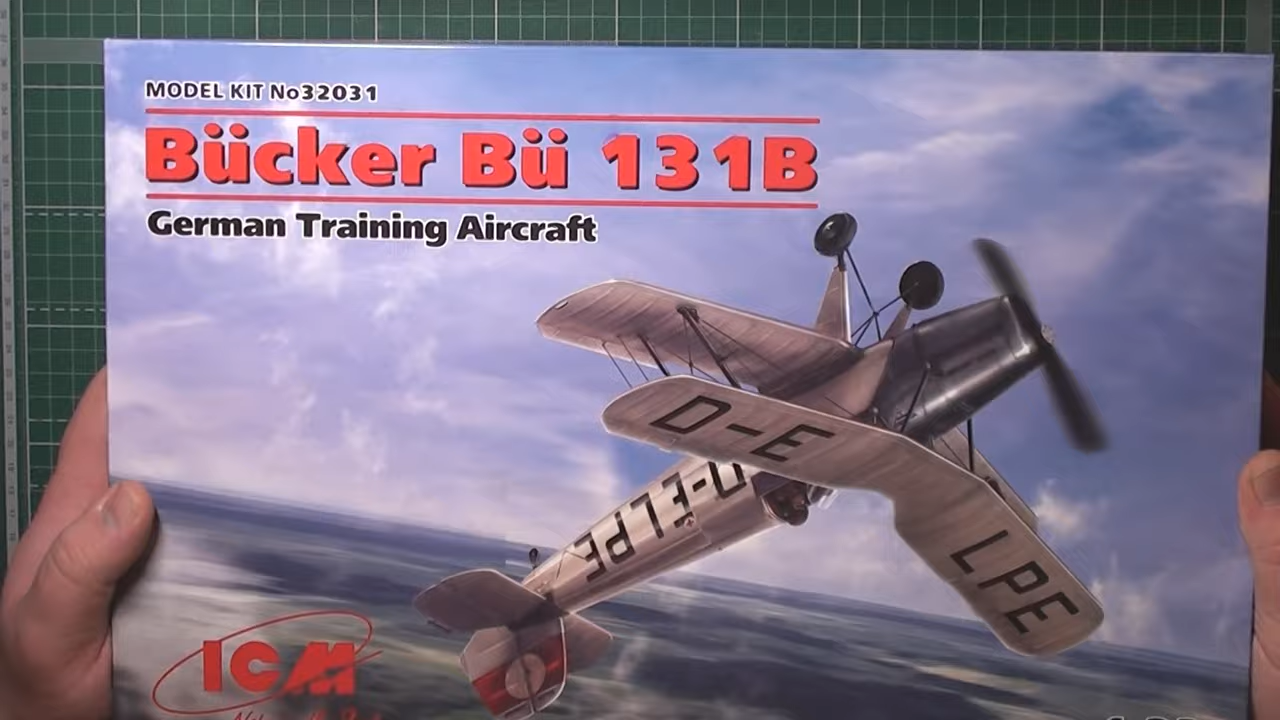 MODEL KIT No32031
Bücker Bü 131B
German Training Aircraft
D-E
LPE
D-ELPE
ICM